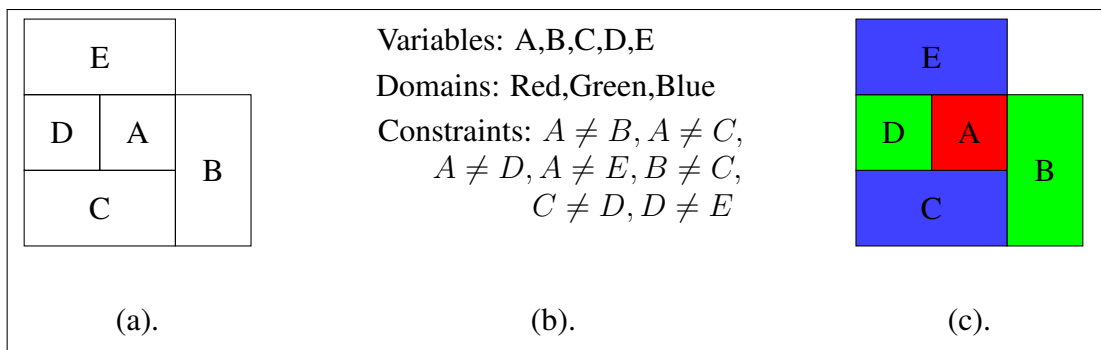 E
D A
B
C
(a).
Variables: A,B,C,D,E
Domains: Red,Green,Blue
Constraints: A ≠ B, A ≠ C,
A ≠ D, A ≠ E, B ≠ C,
C ≠ D, D ≠ E
(b).
E
D A
B
C
(c).